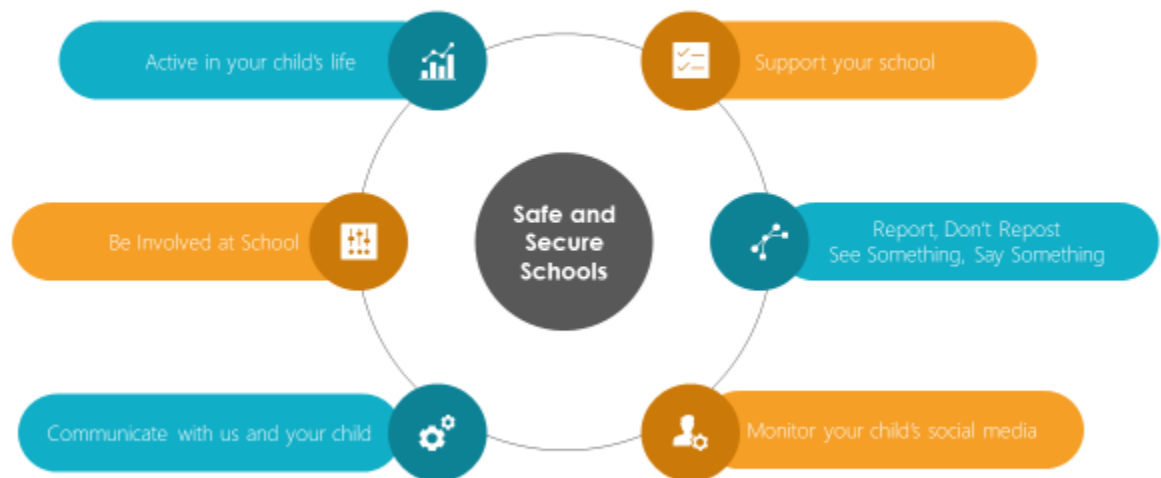 Active in your child's life
Support your school
Safe and
Secure
Schools
Be Involved at School
Report, Don't Repost
See Something, Say Something
Communicate with us and your child
Monitor your child's social media